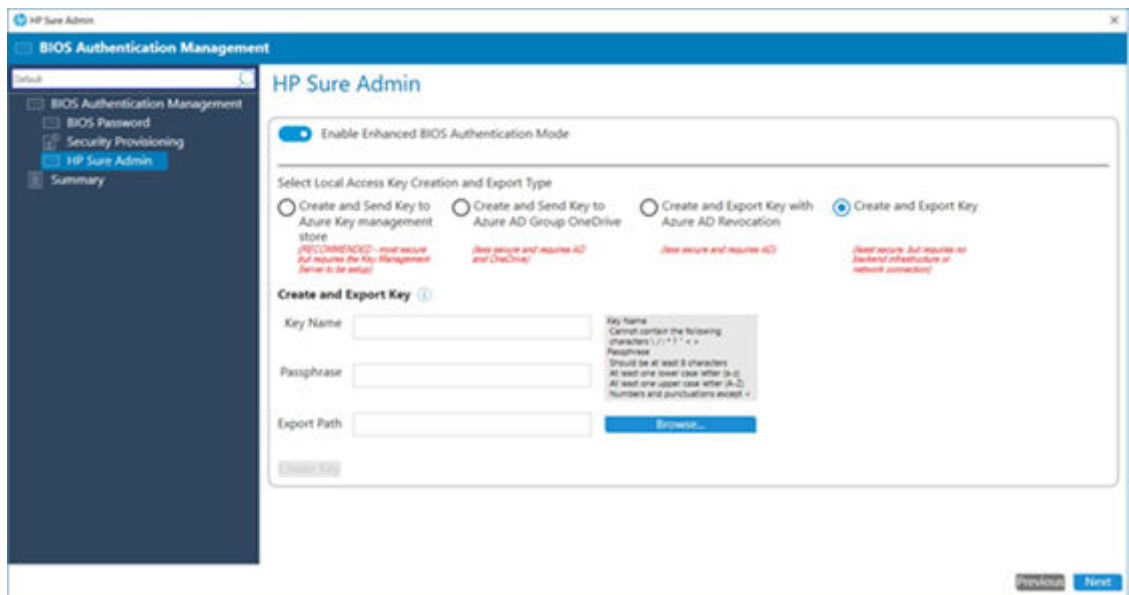 HP Sure Admin
BIOS Authentication Management
Default
BIOS Authentication Management
BIOS Password
Security Provisioning
HP Sure Admin
Summary
HP Sure Admin
Enable Enhanced BIOS Authentication Mode
Select Local Access Key Creation and Export Type
Create and Send Key to
Azure Key management
store
(RECOMMENDED - most secure
but requires the Key Management
Server to be setup)
Create and Send Key to
Azure AD Group OneDrive
(less secure and requires AD
and OneDrive)
Create and Export Key with
Azure AD Revocation
(less secure and requires AD)
Create and Export Key
(least secure, but requires no
backend infrastructure or
network connection)
Create and Export Key
Key Name
Passphrase
Export Path
Key Name
Cannot contain the following
characters \ / : * ? " < >
Passphrase
Should be at least 8 characters
At least one lower case letter (a-z)
At least one upper case letter (A-Z)
Numbers and punctuations except <
Browse...
Create Key
Previous
Next